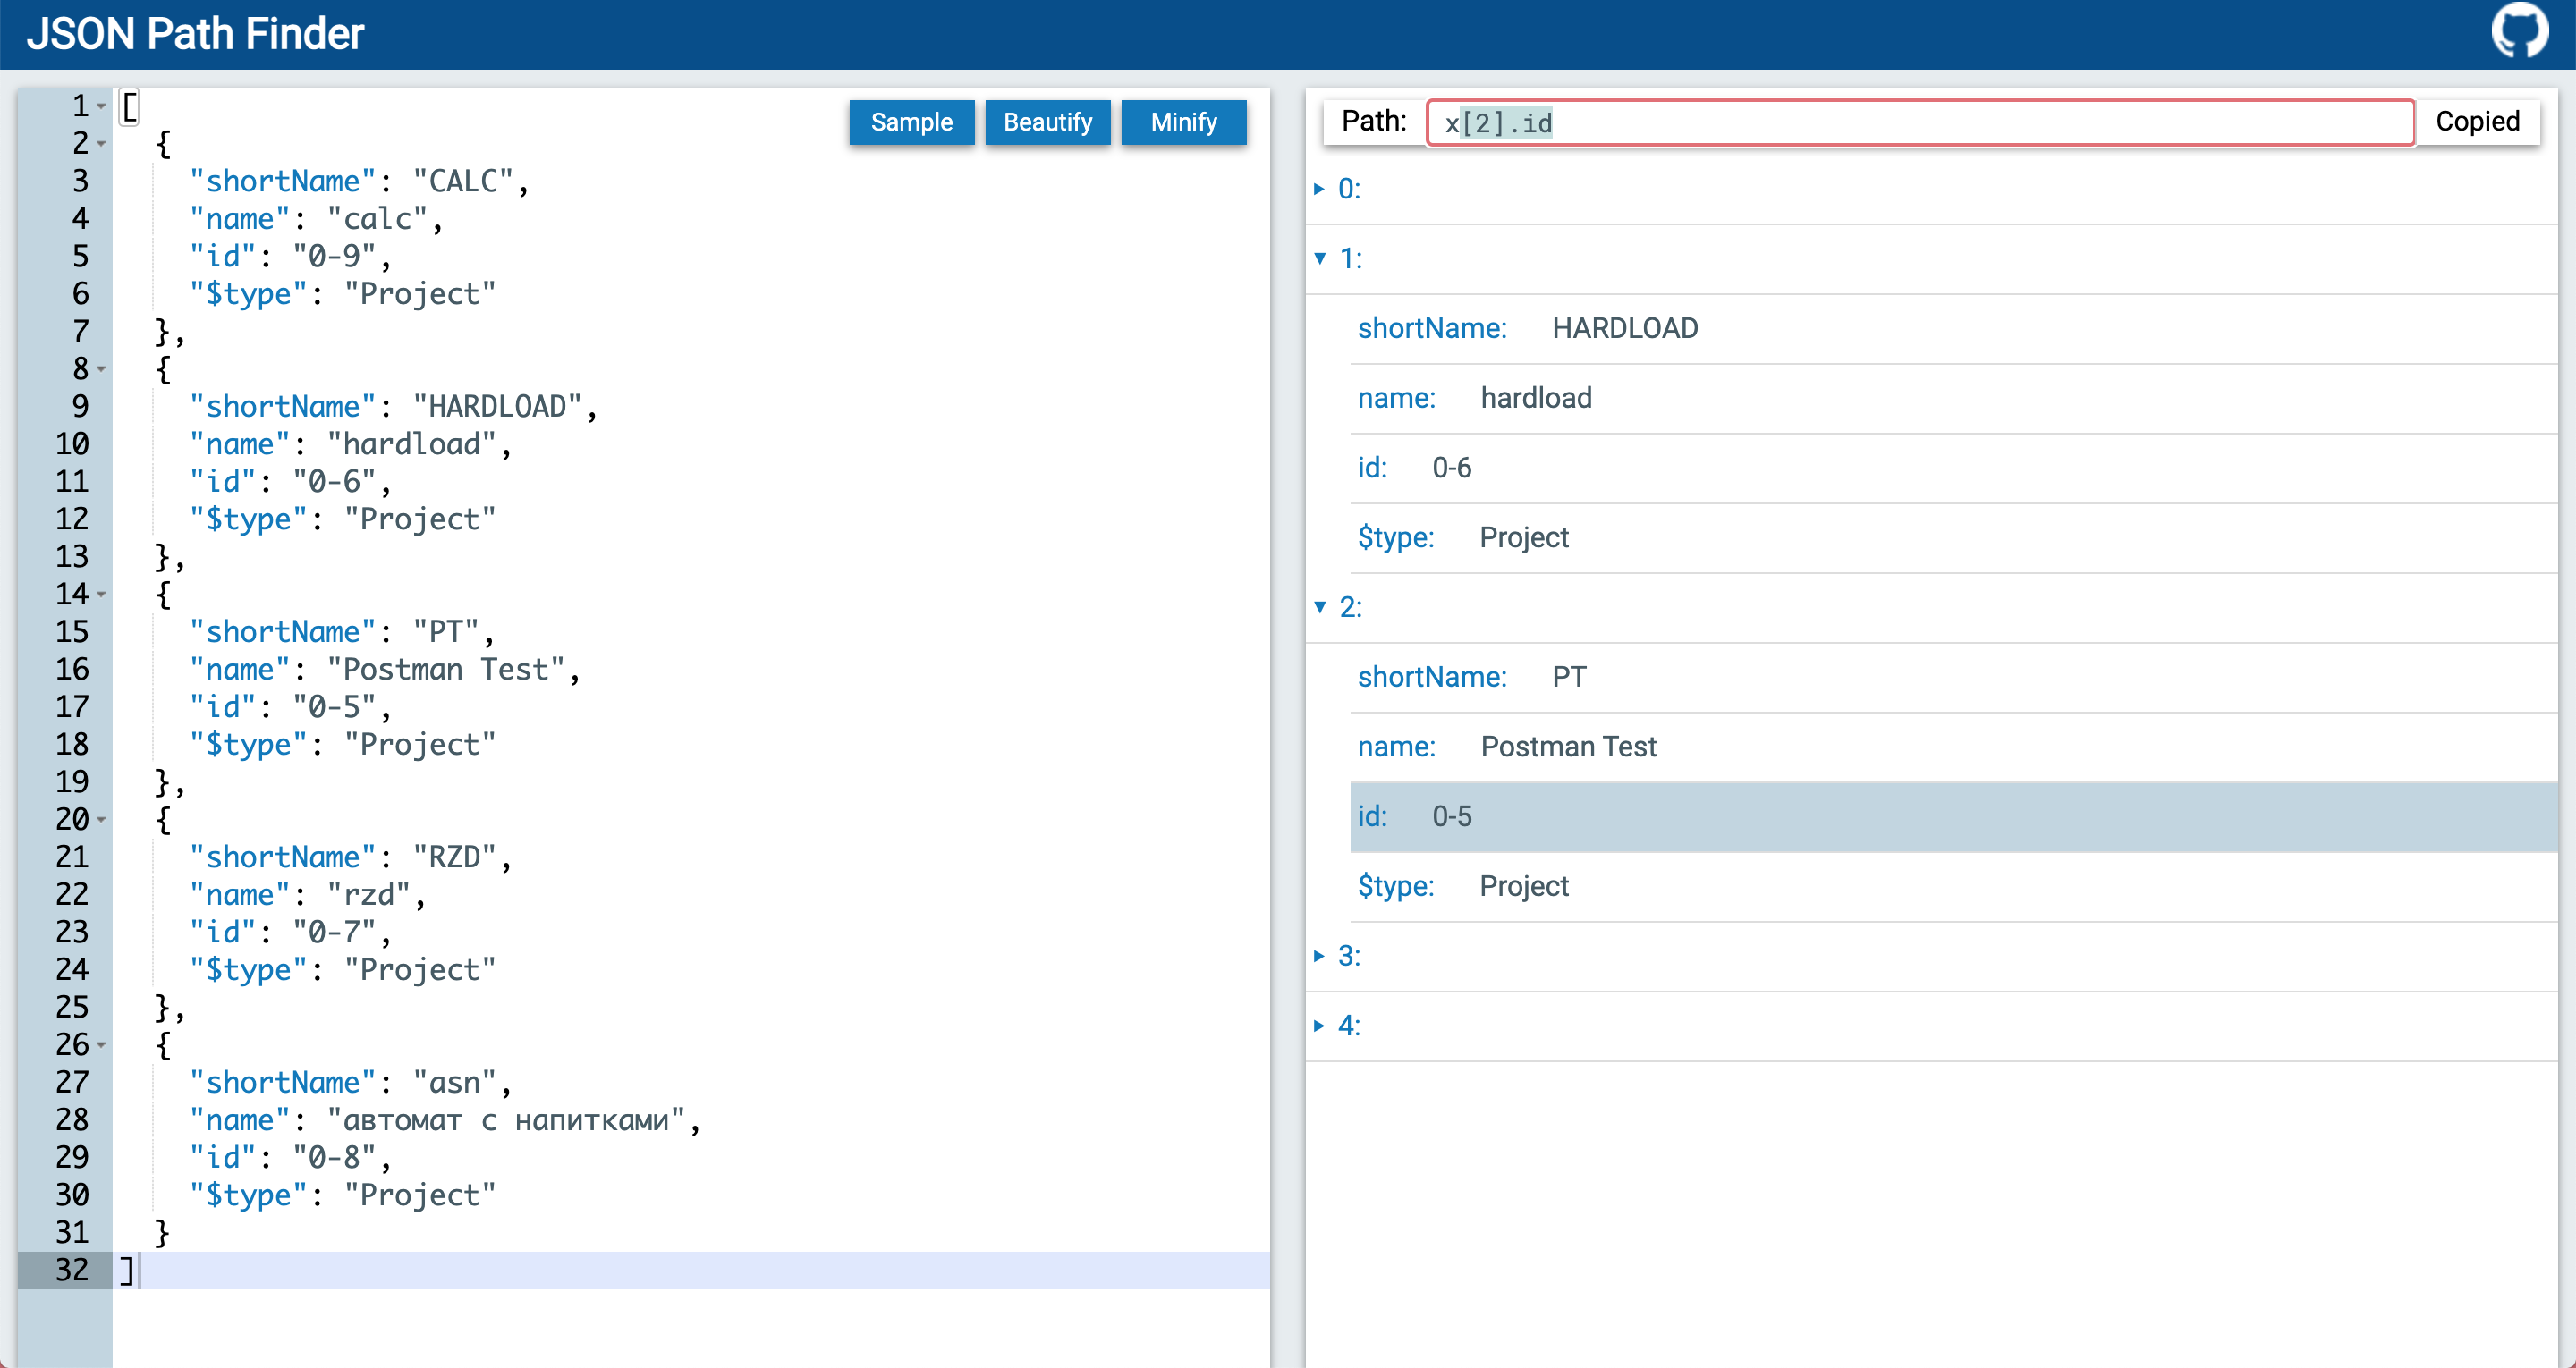 JSON Path Finder
Sample Beautify Minify
1 [
2 {
3 "shortName": "CALC",
4 "name": "calc",
5 "id": "0-9",
6 "$type": "Project"
7 },
8 {
9 "shortName": "HARDLOAD",
10 "name": "hardload",
11 "id": "0-6",
12 "$type": "Project"
13 },
14 {
15 "shortName": "PT",
16 "name": "Postman Test",
17 "id": "0-5",
18 "$type": "Project"
19 },
20 {
21 "shortName": "RZD",
22 "name": "rzd",
23 "id": "0-7",
24 "$type": "Project"
25 },
26 {
27 "shortName": "asn",
28 "name": "автомат с напитками",
29 "id": "0-8",
30 "$type": "Project"
31 }
32 ]
Path: x[2].id Copied
0:
1:
shortName: HARDLOAD
name: hardload
id: 0-6
$type: Project
2:
shortName: PT
name: Postman Test
id: 0-5
$type: Project
3:
4: